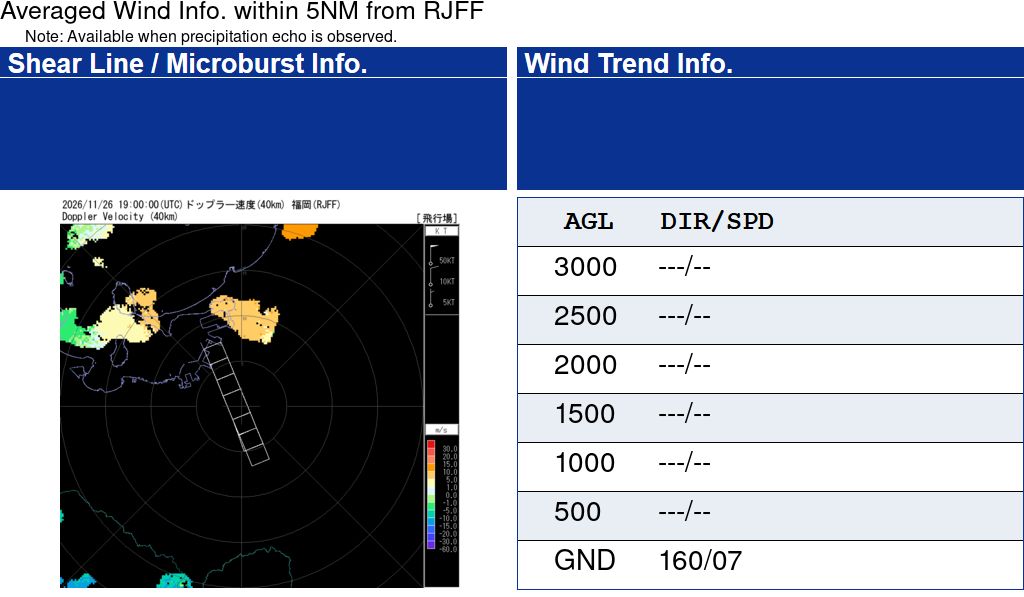 Averaged Wind Info. within 5NM from RJFF
Note: Available when precipitation echo is observed.
Shear Line / Microburst Info.
Wind Trend Info.
2026/11/26 19:00:00(UTC) ドップラー速度(40km) 福岡(RJFF)
Doppler Velocity (40km)
[飛行場]
KT
50KT
10KT
5KT
m/s
30.0
20.0
15.0
10.0
5.0
1.0
0.0
-1.0
-5.0
-10.0
-15.0
-20.0
-30.0
-60.0
AGL DIR/SPD
3000 ---/--
2500 ---/--
2000 ---/--
1500 ---/--
1000 ---/--
500 ---/--
GND 160/07